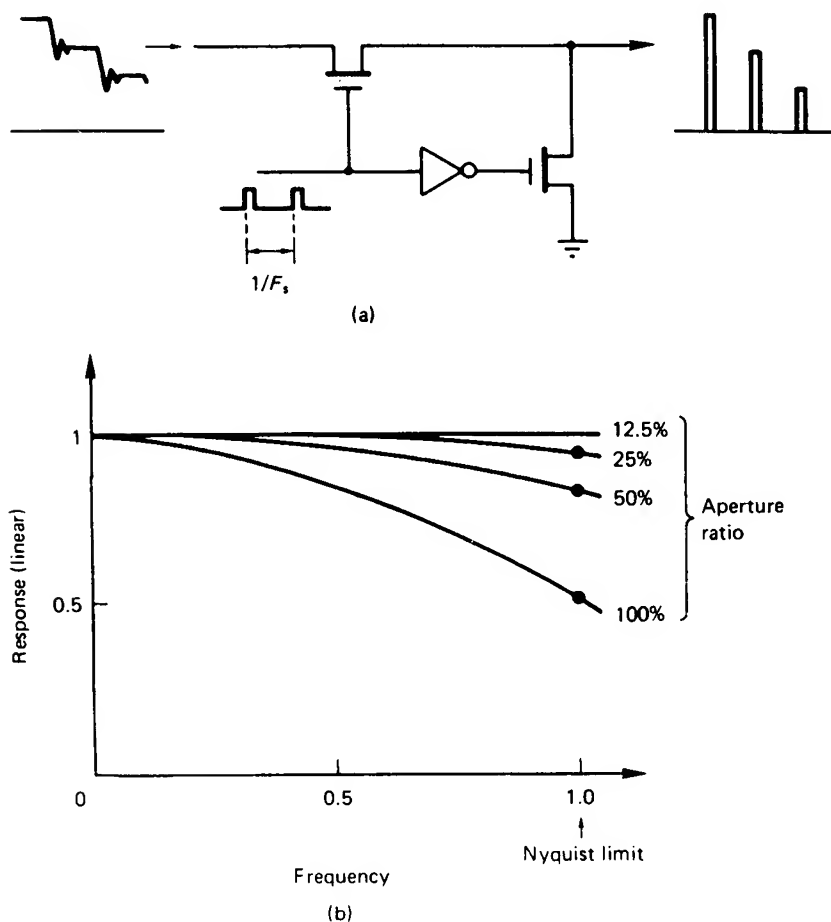 1/Fs
(a)
Response (linear)
1
0.5
0
0.5
1.0
12.5%
25%
50%
100%
Aperture
ratio
Nyquist limit
Frequency
(b)